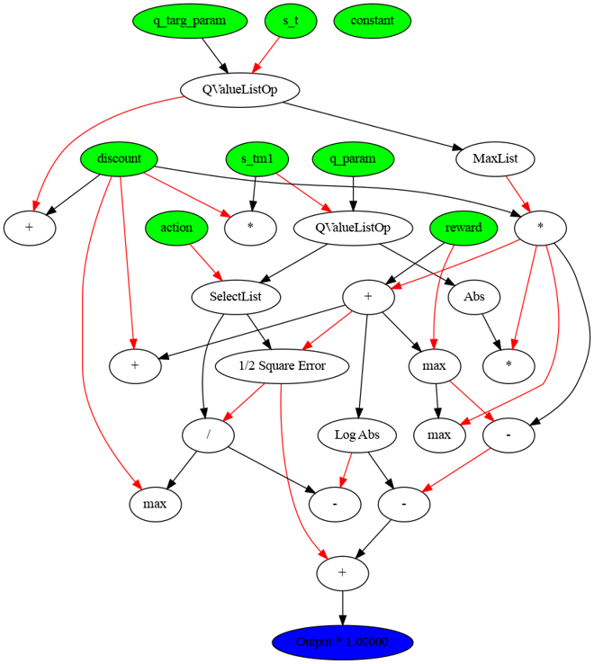 q_targ_param
s_t
constant
QValueListOp
discount
s_tm1
q_param
MaxList
+
*
action
QValueListOp
reward
*
SelectList
+
Abs
+
1/2 Square Error
max
*
/
Log Abs
max
-
max
-
-
+
Output * 1.00000